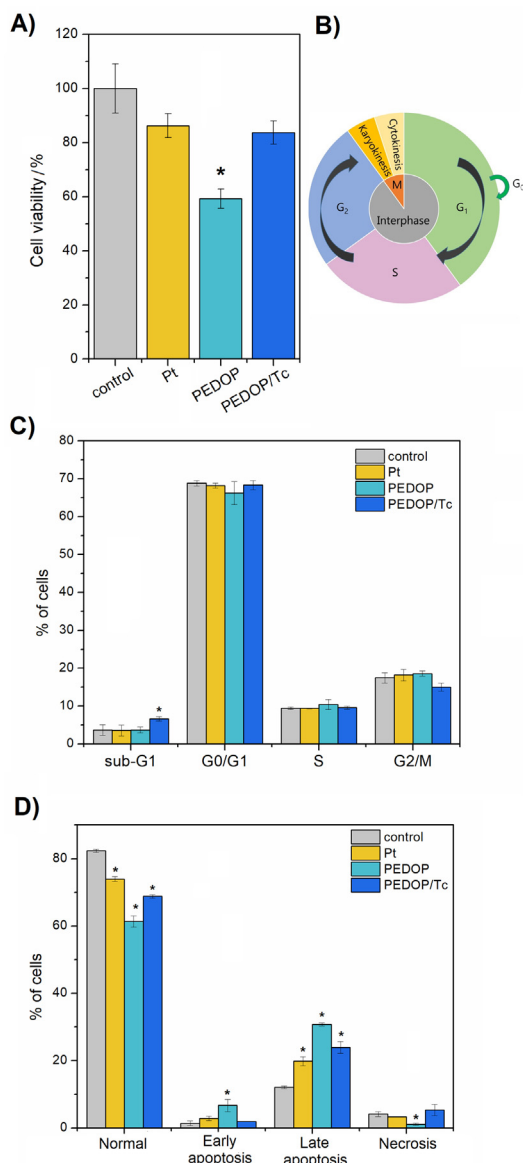 A)
Cell viability / %
120
100
80
60
40
20
0
*
control
Pt
PEDOP
PEDOP/Tc
B)
Karyokinesis
Cytokinesis
M
Interphase
G1
G2
S
C)
% of cells
80
70
60
50
40
30
20
10
0
control
Pt
PEDOP
PEDOP/Tc
*
sub-G1
G0/G1
S
G2/M
D)
% of cells
80
60
40
20
0
control
Pt
PEDOP
PEDOP/Tc
* * *
*
* * *
*
Normal
Early
apoptosis
Late
apoptosis
Necrosis